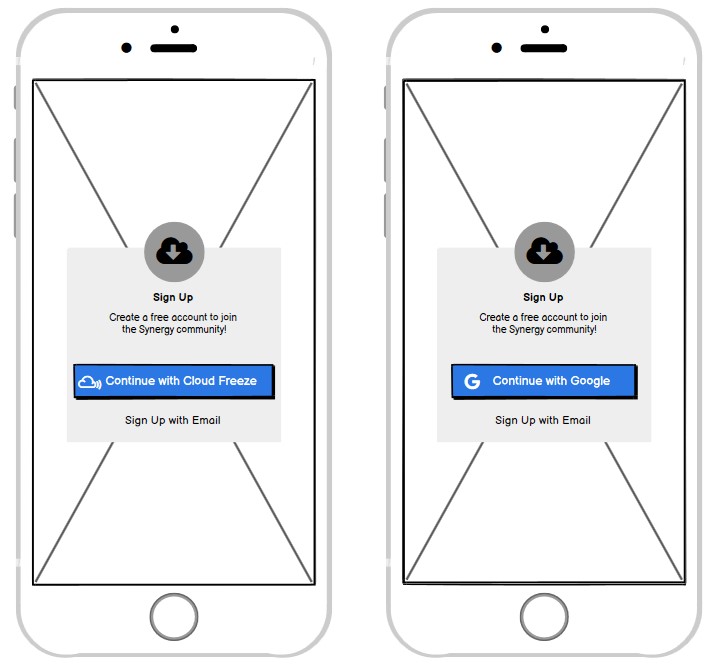 Sign Up
Create a free account to join
the Synergy community!
Continue with Cloud Freeze
Sign Up with Email
Sign Up
Create a free account to join
the Synergy community!
G Continue with Google
Sign Up with Email